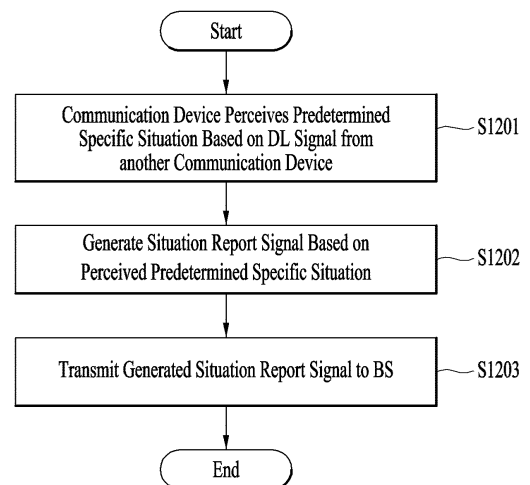 Start
Communication Device Perceives Predetermined
Specific Situation Based on DL Signal from
another Communication Device
S1201
Generate Situation Report Signal Based on
Perceived Predetermined Specific Situation
S1202
Transmit Generated Situation Report Signal to BS
S1203
End